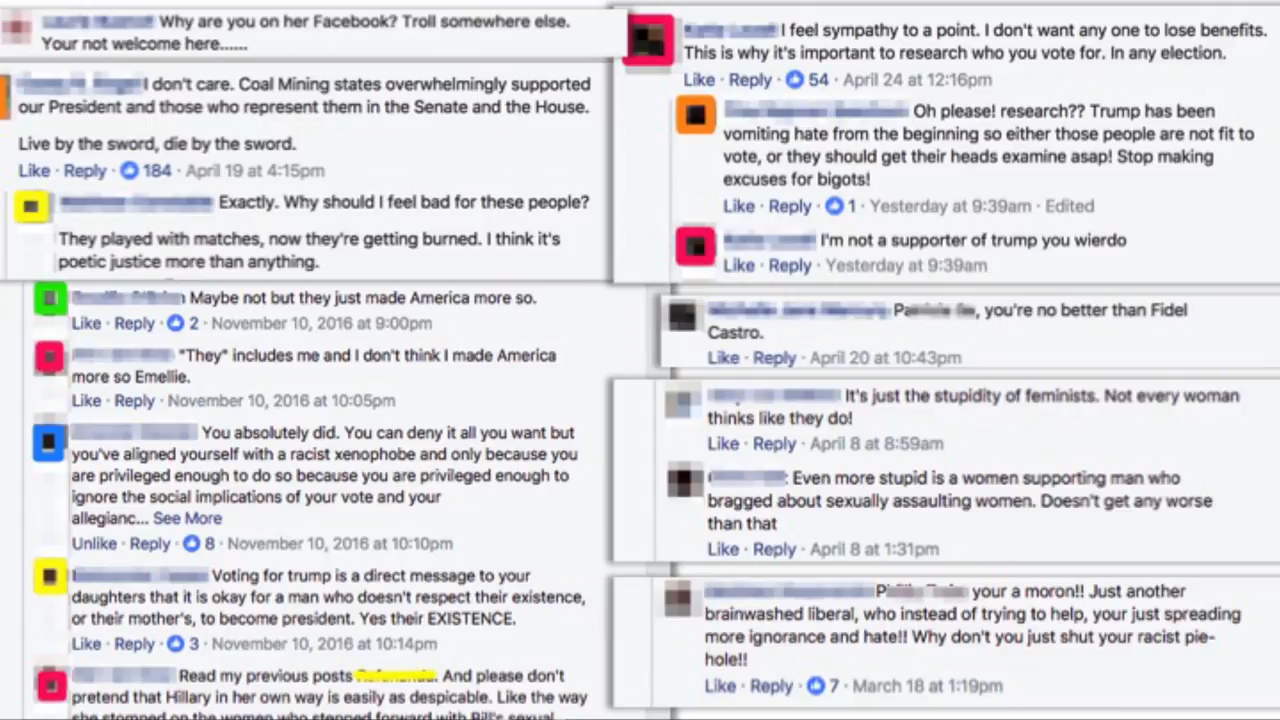 Why are you on her Facebook? Troll somewhere else.
Your not welcome here......
I don't care. Coal Mining states overwhelmingly supported
our President and those who represent them in the Senate and the House.
Live by the sword, die by the sword.
Like · Reply · 184 · April 19 at 4:15pm
Exactly. Why should I feel bad for these people?
They played with matches, now they're getting burned. I think it's
poetic justice more than anything.
Maybe not but they just made America more so.
Like · Reply · 2 · November 10, 2016 at 9:00pm
"They" includes me and I don't think I made America
more so Emellie.
Like · Reply · November 10, 2016 at 10:05pm
You absolutely did. You can deny it all you want but
you've aligned yourself with a racist xenophobe and only because you
are privileged enough to do so because you are privileged enough to
ignore the social implications of your vote and your
allegianc... See More
Unlike · Reply · 8 · November 10, 2016 at 10:10pm
Voting for trump is a direct message to your
daughters that it is okay for a man who doesn't respect their existence,
or their mother's, to become president. Yes their EXISTENCE.
Like · Reply · 3 · November 10, 2016 at 10:14pm
Read my previous posts And please don't
pretend that Hillary in her own way is easily as despicable. Like the way
she stomped on the women who stepped forward with Bill's sexual
I feel sympathy to a point. I don't want any one to lose benefits.
This is why it's important to research who you vote for. In any election.
Like · Reply · 54 · April 24 at 12:16pm
Oh please! research?? Trump has been
vomiting hate from the beginning so either those people are not fit to
vote, or they should get their heads examine asap! Stop making
excuses for bigots!
Like · Reply · 1 · Yesterday at 9:39am · Edited
I'm not a supporter of trump you wierdo
Like · Reply · Yesterday at 9:39am
you're no better than Fidel
Castro.
Like · Reply · April 20 at 10:43pm
It's just the stupidity of feminists. Not every woman
thinks like they do!
Like · Reply · April 8 at 8:59am
Even more stupid is a women supporting man who
bragged about sexually assaulting women. Doesn't get any worse
than that
Like · Reply · April 8 at 1:31pm
your a moron!! Just another
brainwashed liberal, who instead of trying to help, your just spreading
more ignorance and hate!! Why don't you just shut your racist pie-
hole!!
Like · Reply · 7 · March 18 at 1:19pm